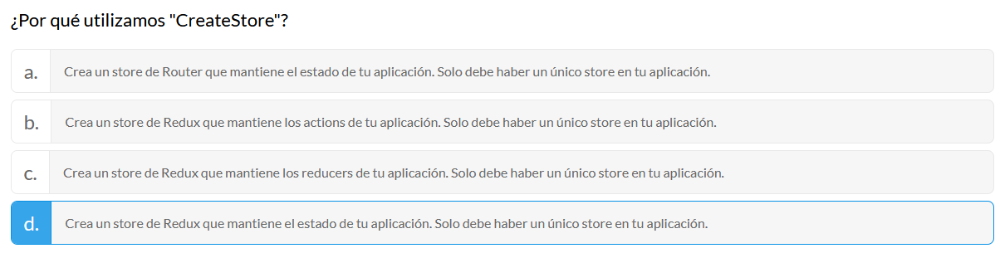 ¿Por qué utilizamos "CreateStore"?
a. Crea un store de Router que mantiene el estado de tu aplicación. Solo debe haber un único store en tu aplicación.
b. Crea un store de Redux que mantiene los actions de tu aplicación. Solo debe haber un único store en tu aplicación.
c. Crea un store de Redux que mantiene los reducers de tu aplicación. Solo debe haber un único store en tu aplicación.
d. Crea un store de Redux que mantiene el estado de tu aplicación. Solo debe haber un único store en tu aplicación.